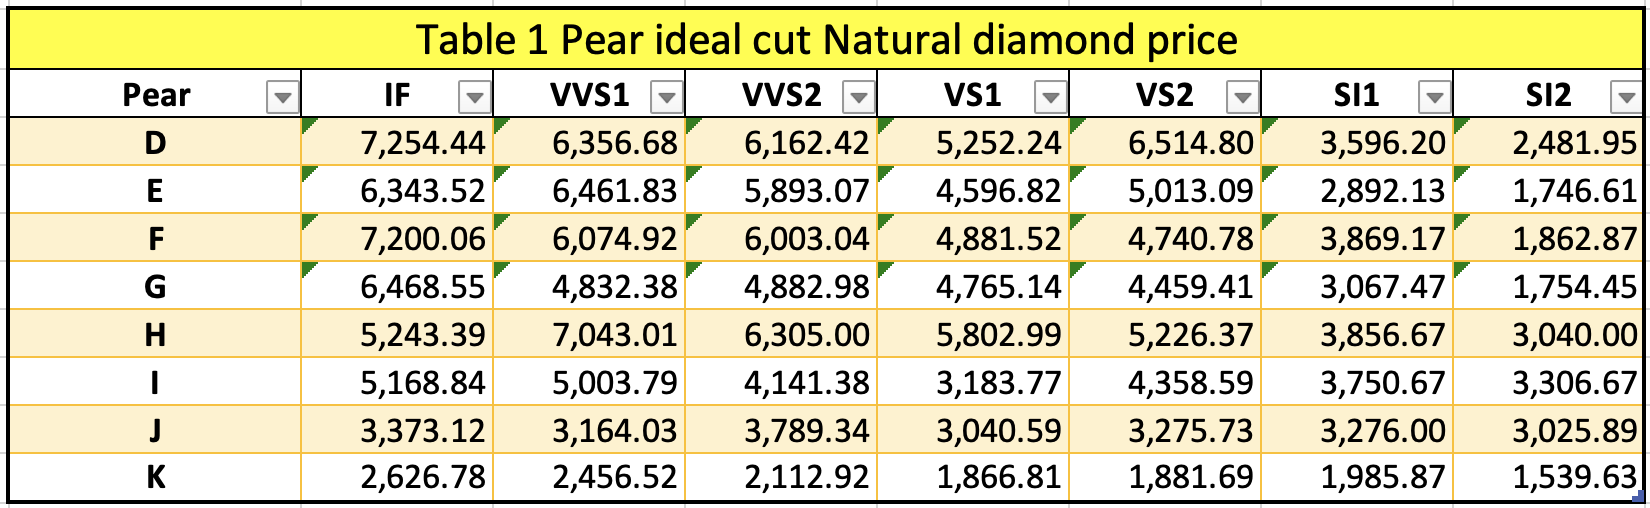 Table 1 Pear ideal cut Natural diamond price
Pear IF VVS1 VVS2 VS1 VS2 SI1 SI2
D 7,254.44 6,356.68 6,162.42 5,252.24 6,514.80 3,596.20 2,481.95
E 6,343.52 6,461.83 5,893.07 4,596.82 5,013.09 2,892.13 1,746.61
F 7,200.06 6,074.92 6,003.04 4,881.52 4,740.78 3,869.17 1,862.87
G 6,468.55 4,832.38 4,882.98 4,765.14 4,459.41 3,067.47 1,754.45
H 5,243.39 7,043.01 6,305.00 5,802.99 5,226.37 3,856.67 3,040.00
I 5,168.84 5,003.79 4,141.38 3,183.77 4,358.59 3,750.67 3,306.67
J 3,373.12 3,164.03 3,789.34 3,040.59 3,275.73 3,276.00 3,025.89
K 2,626.78 2,456.52 2,112.92 1,866.81 1,881.69 1,985.87 1,539.63